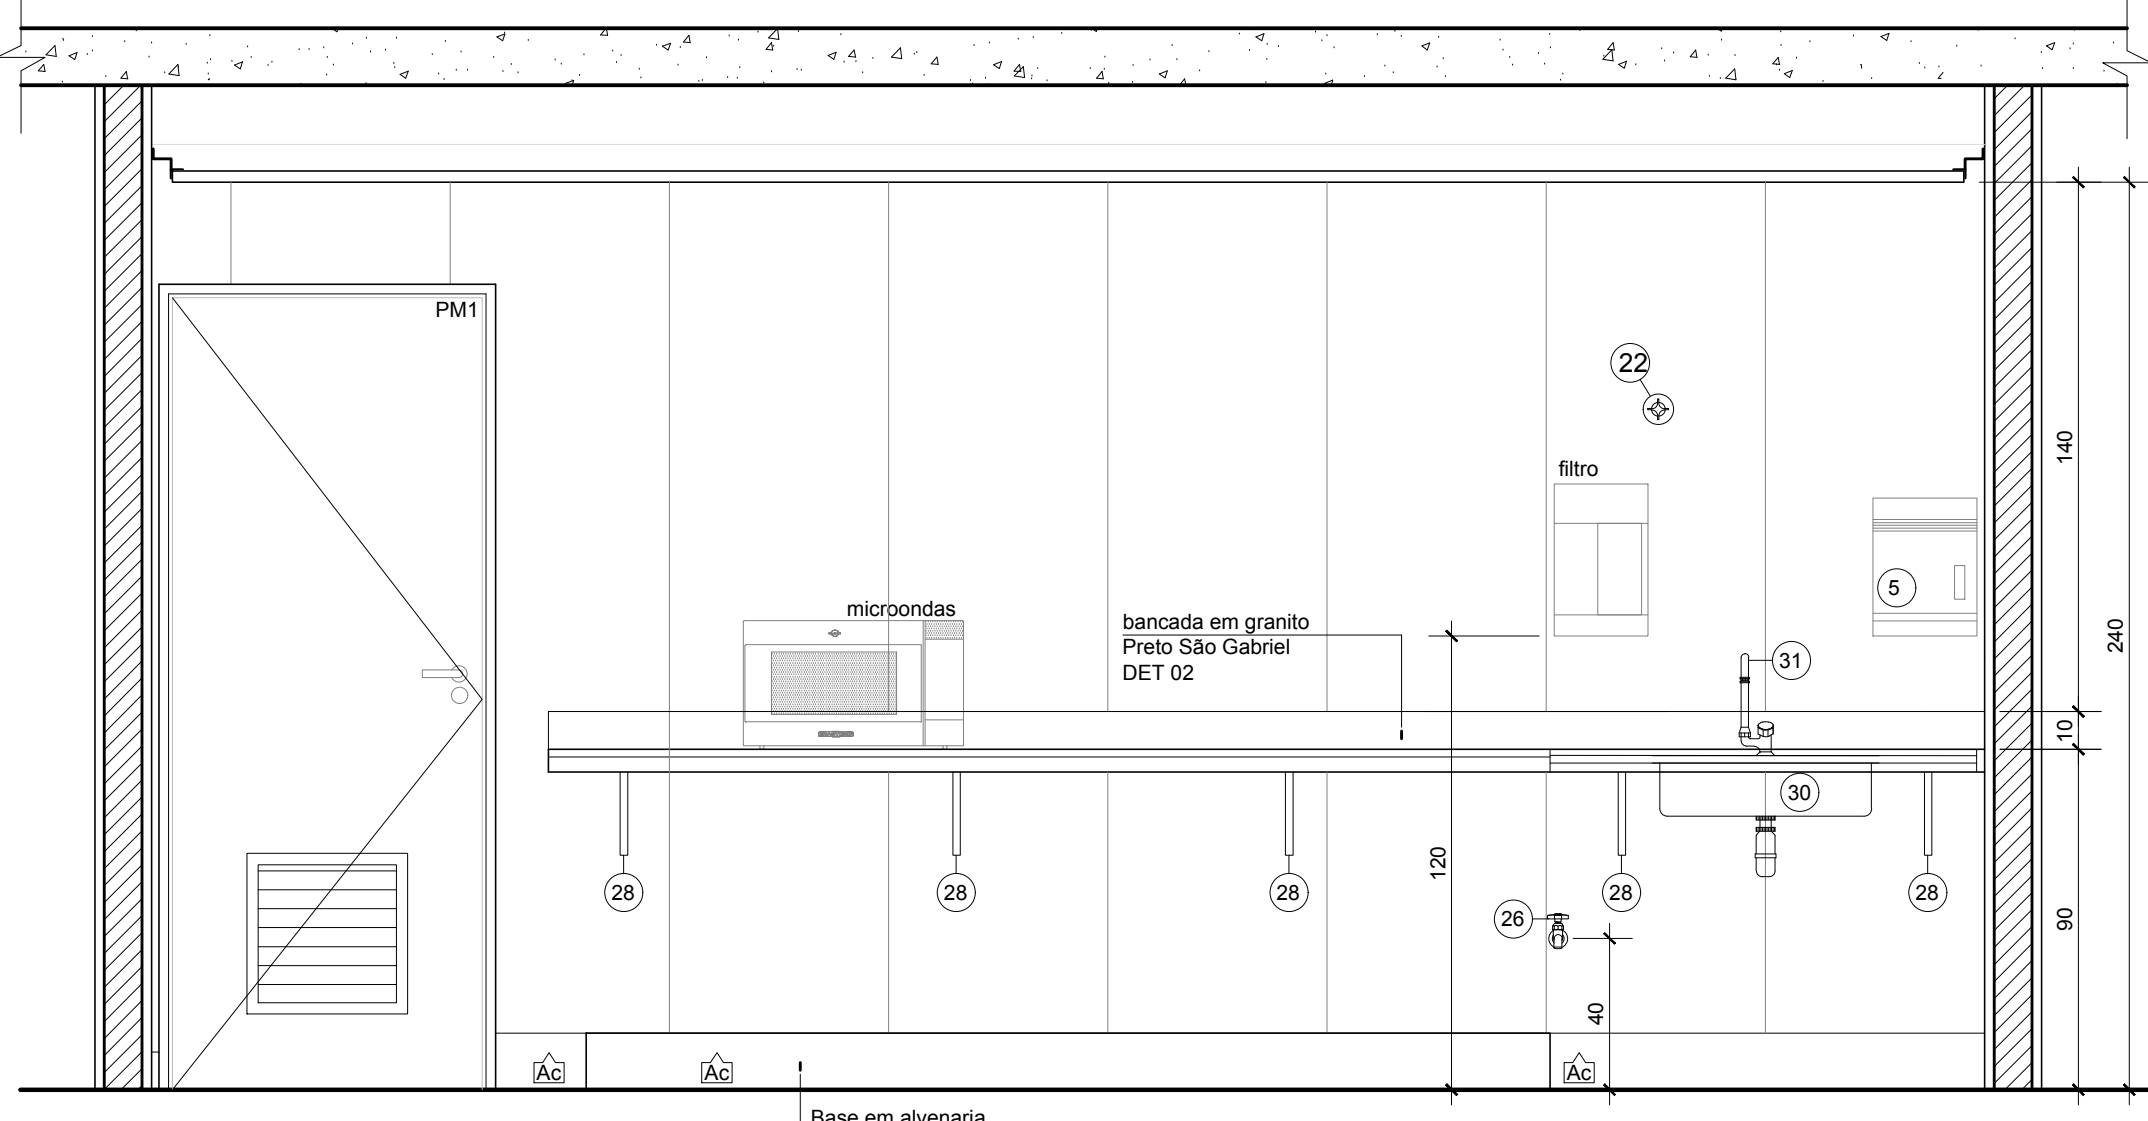 PM1
22
140
filtro
5
240
microondas
bancada em granito
Preto São Gabriel
DET 02
31
10
30
120
28
28
28
28
28
26
90
40
Ac
Ac
Ac
Base em alvenaria